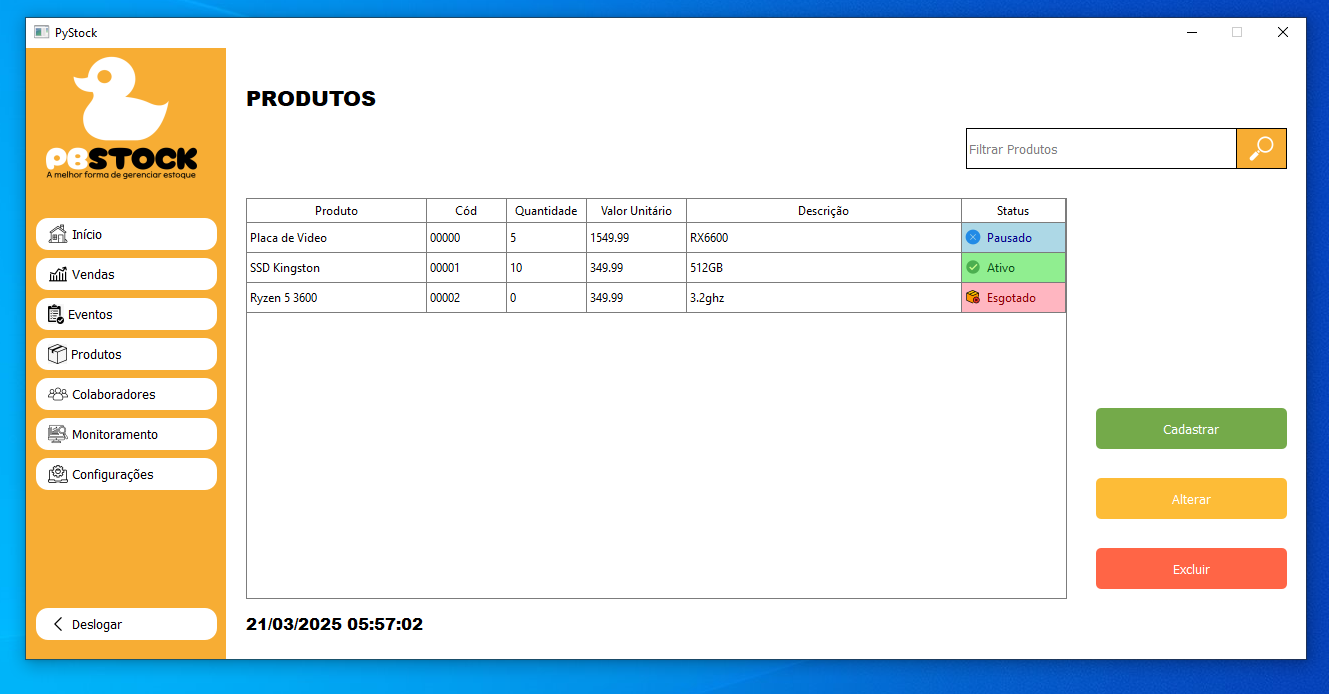 PyStock
PBSTOCK
A melhor forma de gerenciar estoque
Início
Vendas
Eventos
Produtos
Colaboradores
Monitoramento
Configurações
Deslogar
PRODUTOS
Filtrar Produtos
Produto Cód Quantidade Valor Unitário Descrição Status
Placa de Video 00000 5 1549.99 RX6600 Pausado
SSD Kingston 00001 10 349.99 512GB Ativo
Ryzen 5 3600 00002 0 349.99 3.2ghz Esgotado
Cadastrar
Alterar
Excluir
21/03/2025 05:57:02